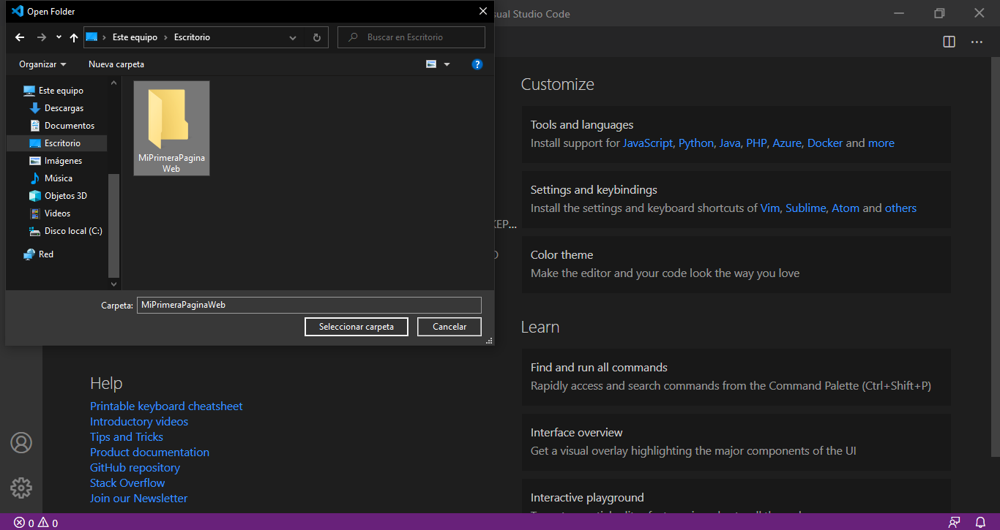 Open Folder
Este equipo
Escritorio
Buscar en Escritorio
Organizar
Nueva carpeta
Este equipo
Descargas
Documentos
Escritorio
Imágenes
Música
Objetos 3D
Videos
Disco local (C:)
Red
MiPrimeraPagina
Web
Carpeta:
MiPrimeraPaginaWeb
Seleccionar carpeta
Cancelar
Studio Code
Customize
Tools and languages
Install support for JavaScript, Python, Java, PHP, Azure, Docker and more
Settings and keybindings
Install the settings and keyboard shortcuts of Vim, Sublime, Atom and others
Color theme
Make the editor and your code look the way you love
Learn
Find and run all commands
Rapidly access and search commands from the Command Palette (Ctrl+Shift+P)
Interface overview
Get a visual overlay highlighting the major components of the UI
Interactive playground
Help
Printable keyboard cheatsheet
Introductory videos
Tips and Tricks
Product documentation
GitHub repository
Stack Overflow
Join our Newsletter
0 0